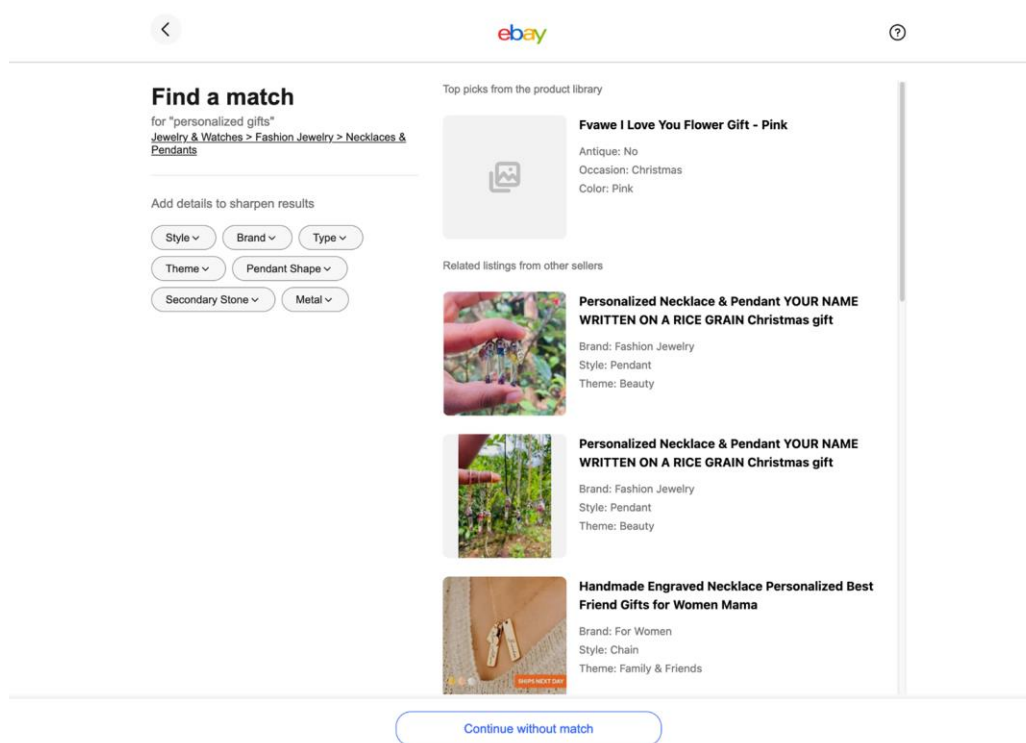 ebay
Find a match
for "personalized gifts"
Jewelry & Watches > Fashion Jewelry > Necklaces &
Pendants
Add details to sharpen results
Style
Brand
Type
Theme
Pendant Shape
Secondary Stone
Metal
Top picks from the product library
Fvawe I Love You Flower Gift - Pink
Antique: No
Occasion: Christmas
Color: Pink
Related listings from other sellers
Personalized Necklace & Pendant YOUR NAME
WRITTEN ON A RICE GRAIN Christmas gift
Brand: Fashion Jewelry
Style: Pendant
Theme: Beauty
Personalized Necklace & Pendant YOUR NAME
WRITTEN ON A RICE GRAIN Christmas gift
Brand: Fashion Jewelry
Style: Pendant
Theme: Beauty
Handmade Engraved Necklace Personalized Best
Friend Gifts for Women Mama
Brand: For Women
Style: Chain
Theme: Family & Friends
SHIPS NEXT DAY
Continue without match